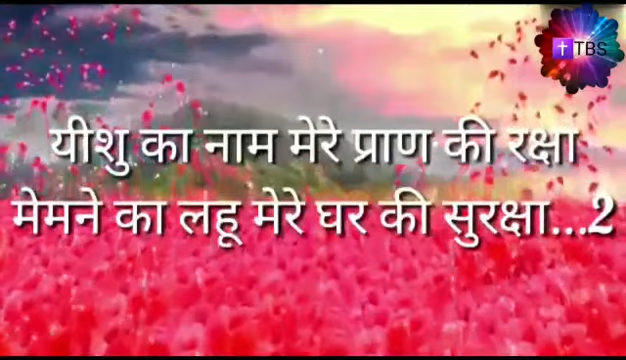 ✝TBS
यीशु का नाम मेरे प्राण की रक्षा
मेमने का लहू मेरे घर की सुरक्षा...2